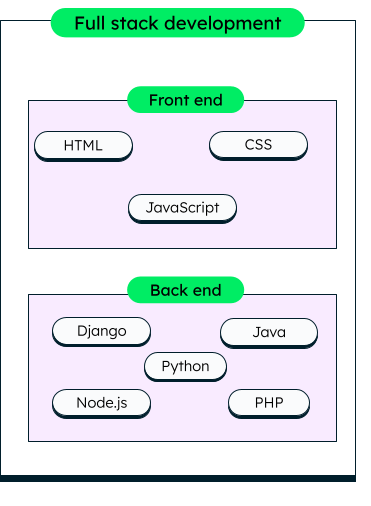 Full stack development
Front end
HTML
CSS
JavaScript
Back end
Django
Java
Python
Node.js
PHP